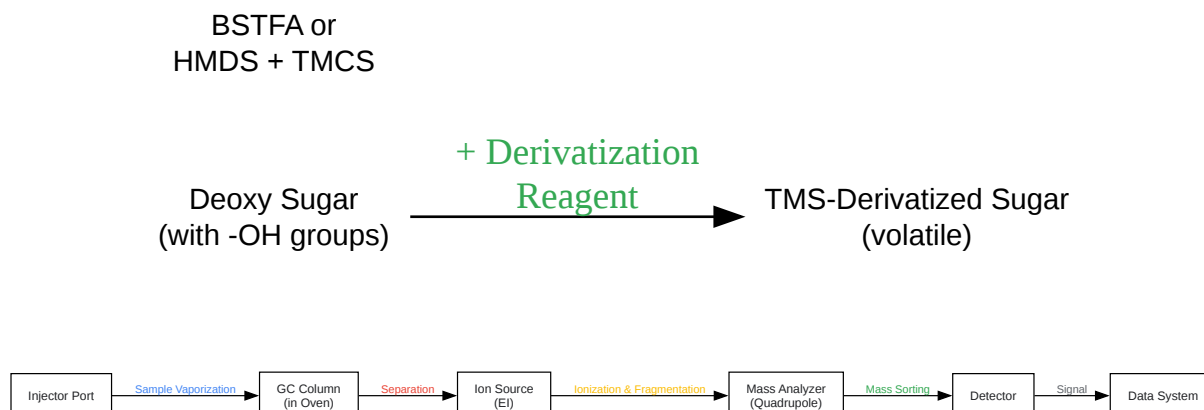 BSTFA or
HMDS + TMCS
+ Derivatization
Reagent
Deoxy Sugar
(with -OH groups)
TMS-Derivatized Sugar
(volatile)
Injector Port
Sample Vaporization
GC Column
(in Oven)
Separation
Ion Source
(EI)
Ionization & Fragmentation
Mass Analyzer
(Quadrupole)
Mass Sorting
Detector
Signal
Data System